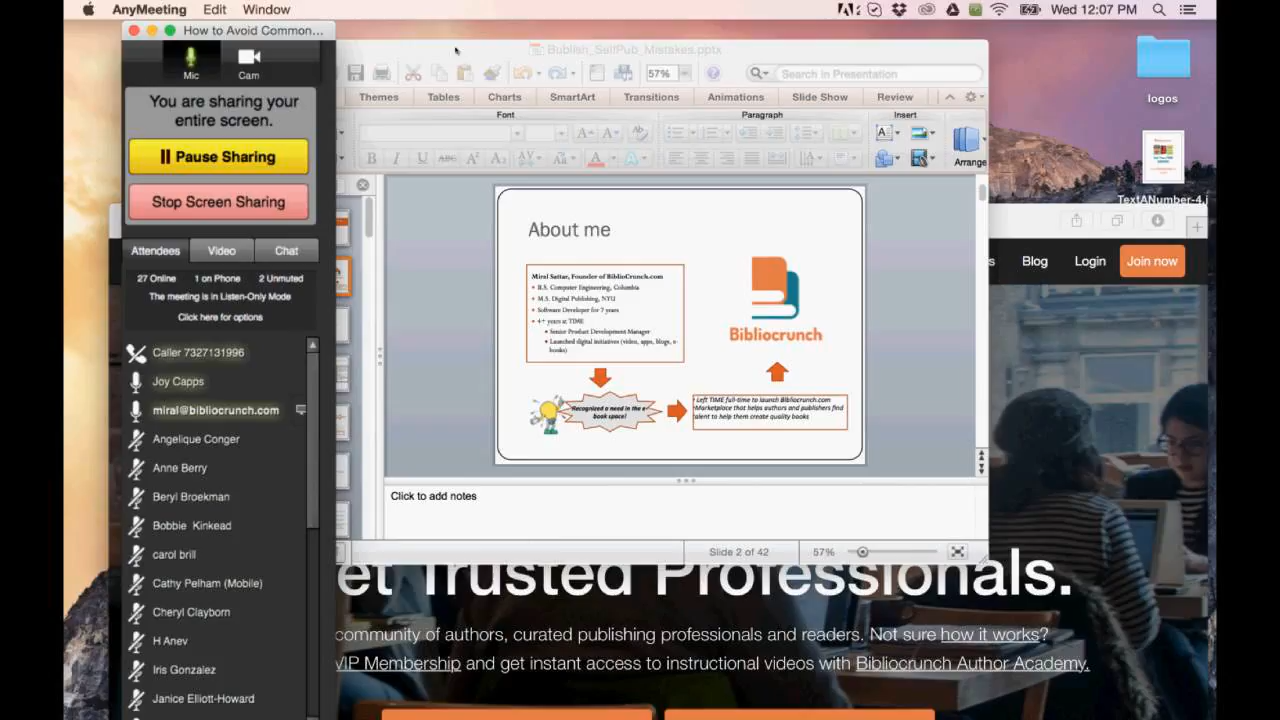 AnyMeeting Edit Window
Wed 12:07 PM
How to Avoid Common...
Mic
Cam
You are sharing your
entire screen.
Pause Sharing
Stop Screen Sharing
Attendees Video Chat
27 Online 1 on Phone 2 Unmuted
The meeting is in Listen-Only Mode
Click here for options
Caller 7327131996
Joy Capps
miral@bibliocrunch.com
Angelique Conger
Anne Berry
Beryl Broekman
Bobbie Kinkead
carol brill
Cathy Pelham (Mobile)
Cheryl Clayborn
H Anev
Iris Gonzalez
Janice Elliott-Howard
Bublish_SelfPub_Mistakes.pptx
57%
Search in Presentation
Themes Tables Charts SmartArt Transitions Animations Slide Show Review
Font Paragraph Insert
Arrange
About me
Miral Sattar, Founder of BiblioCrunch.com
B.S. Computer Engineering, Columbia
M.S. Digital Publishing, NYU
Software Developer for 7 years
4+ years at TIME
Senior Product Development Manager
Launched digital initiatives (video, apps, blogs, e-
books)
Bibliocrunch
Recognized a need in the e-
book space!
Left TIME full-time to launch Bibliocrunch.com
Marketplace that helps authors and publishers find
talent to help them create quality books
Click to add notes
Slide 2 of 42 57%
logos
TextANumber-4.j
s Blog Login Join now
et Trusted Professionals.
community of authors, curated publishing professionals and readers. Not sure how it works?
VIP Membership and get instant access to instructional videos with Bibliocrunch Author Academy.